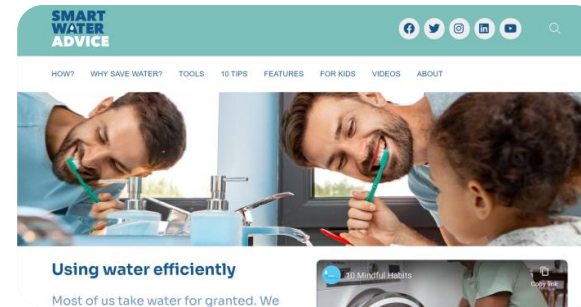 SMART
WATER
ADVICE
HOW? WHY SAVE WATER? TOOLS 10 TIPS FEATURES FOR KIDS VIDEOS ABOUT
Using water efficiently
Most of us take water for granted. We
10 Mindful Habits
Copy link